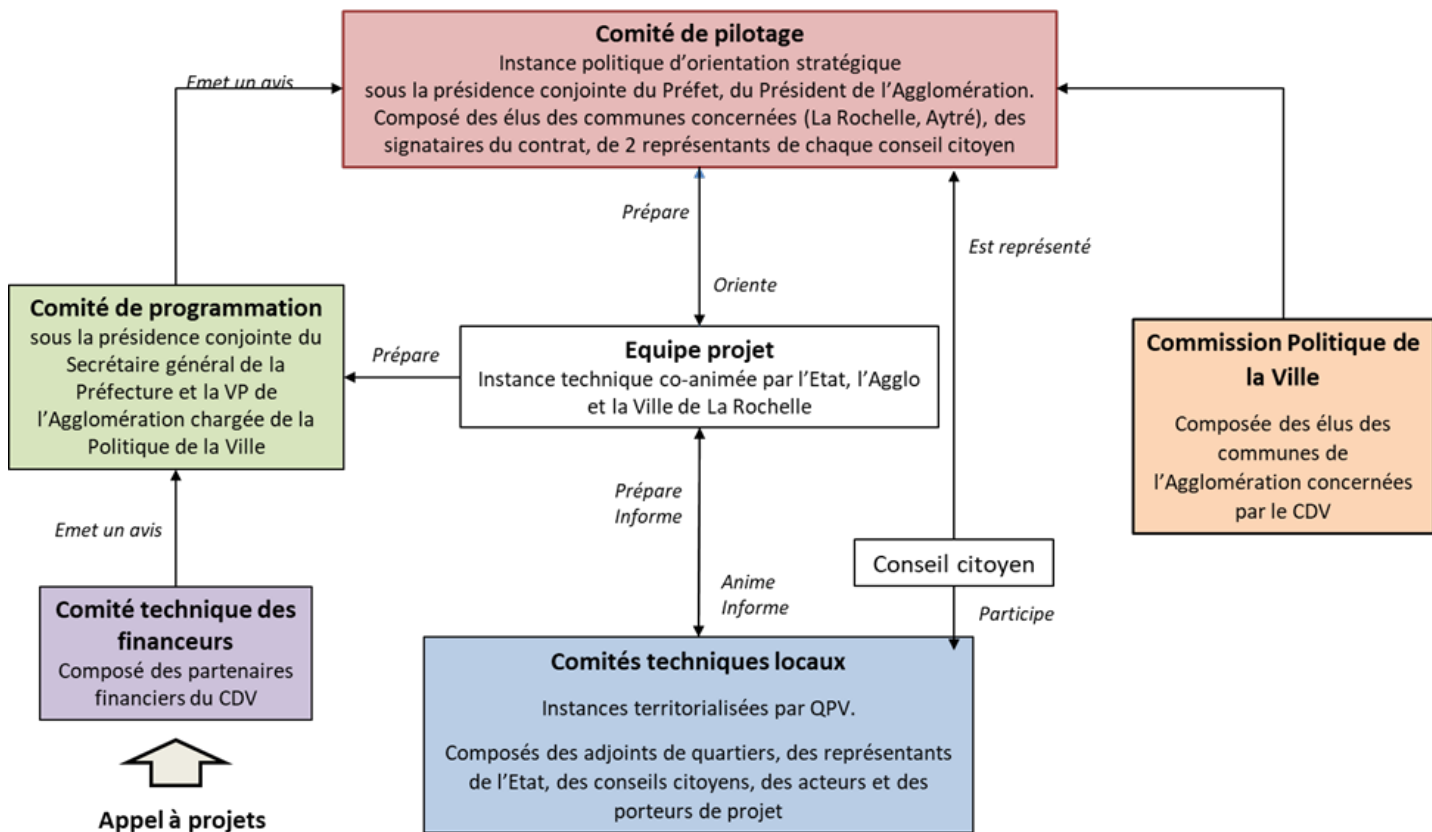 Comité de pilotage
Instance politique d’orientation stratégique
sous la présidence conjointe du Préfet, du Président de l’Agglomération.
Composé des élus des communes concernées (La Rochelle, Aytré), des
signataires du contrat, de 2 représentants de chaque conseil citoyen
Emet un avis
Prépare
Est représenté
Oriente
Comité de programmation
sous la présidence conjointe du
Secrétaire général de la
Préfecture et la VP de
l’Agglomération chargée de la
Politique de la Ville
Prépare
Equipe projet
Instance technique co-animée par l’Etat, l’Agglo
et la Ville de La Rochelle
Commission Politique de
la Ville
Composée des élus des
communes de
l’Agglomération concernées
par le CDV
Emet un avis
Prépare
Informe
Anime
Informe
Conseil citoyen
Participe
Comité technique des
financeurs
Composé des partenaires
financiers du CDV
Appel à projets
Comités techniques locaux
Instances territorialisées par QPV.
Composés des adjoints de quartiers, des représentants
de l’Etat, des conseils citoyens, des acteurs et des
porteurs de projet